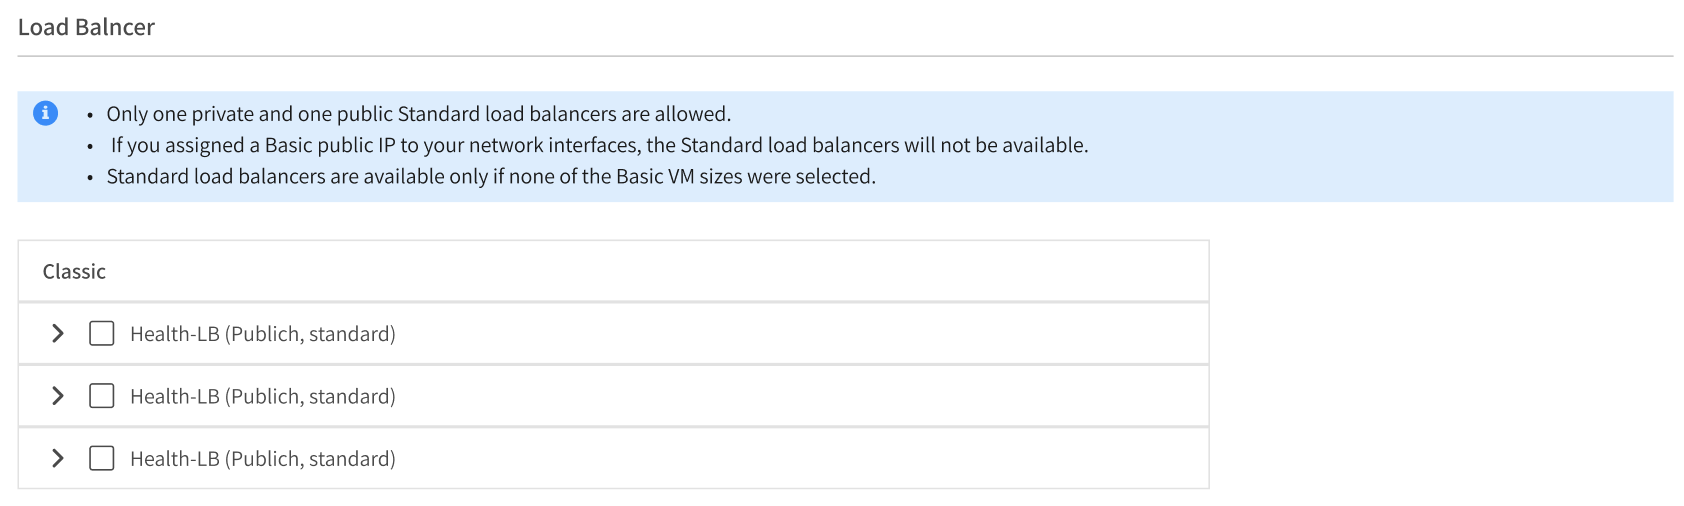 Load Balncer
• Only one private and one public Standard load balancers are allowed.
• If you assigned a Basic public IP to your network interfaces, the Standard load balancers will not be available.
• Standard load balancers are available only if none of the Basic VM sizes were selected.
Classic
Health-LB (Publich, standard)
Health-LB (Publich, standard)
Health-LB (Publich, standard)